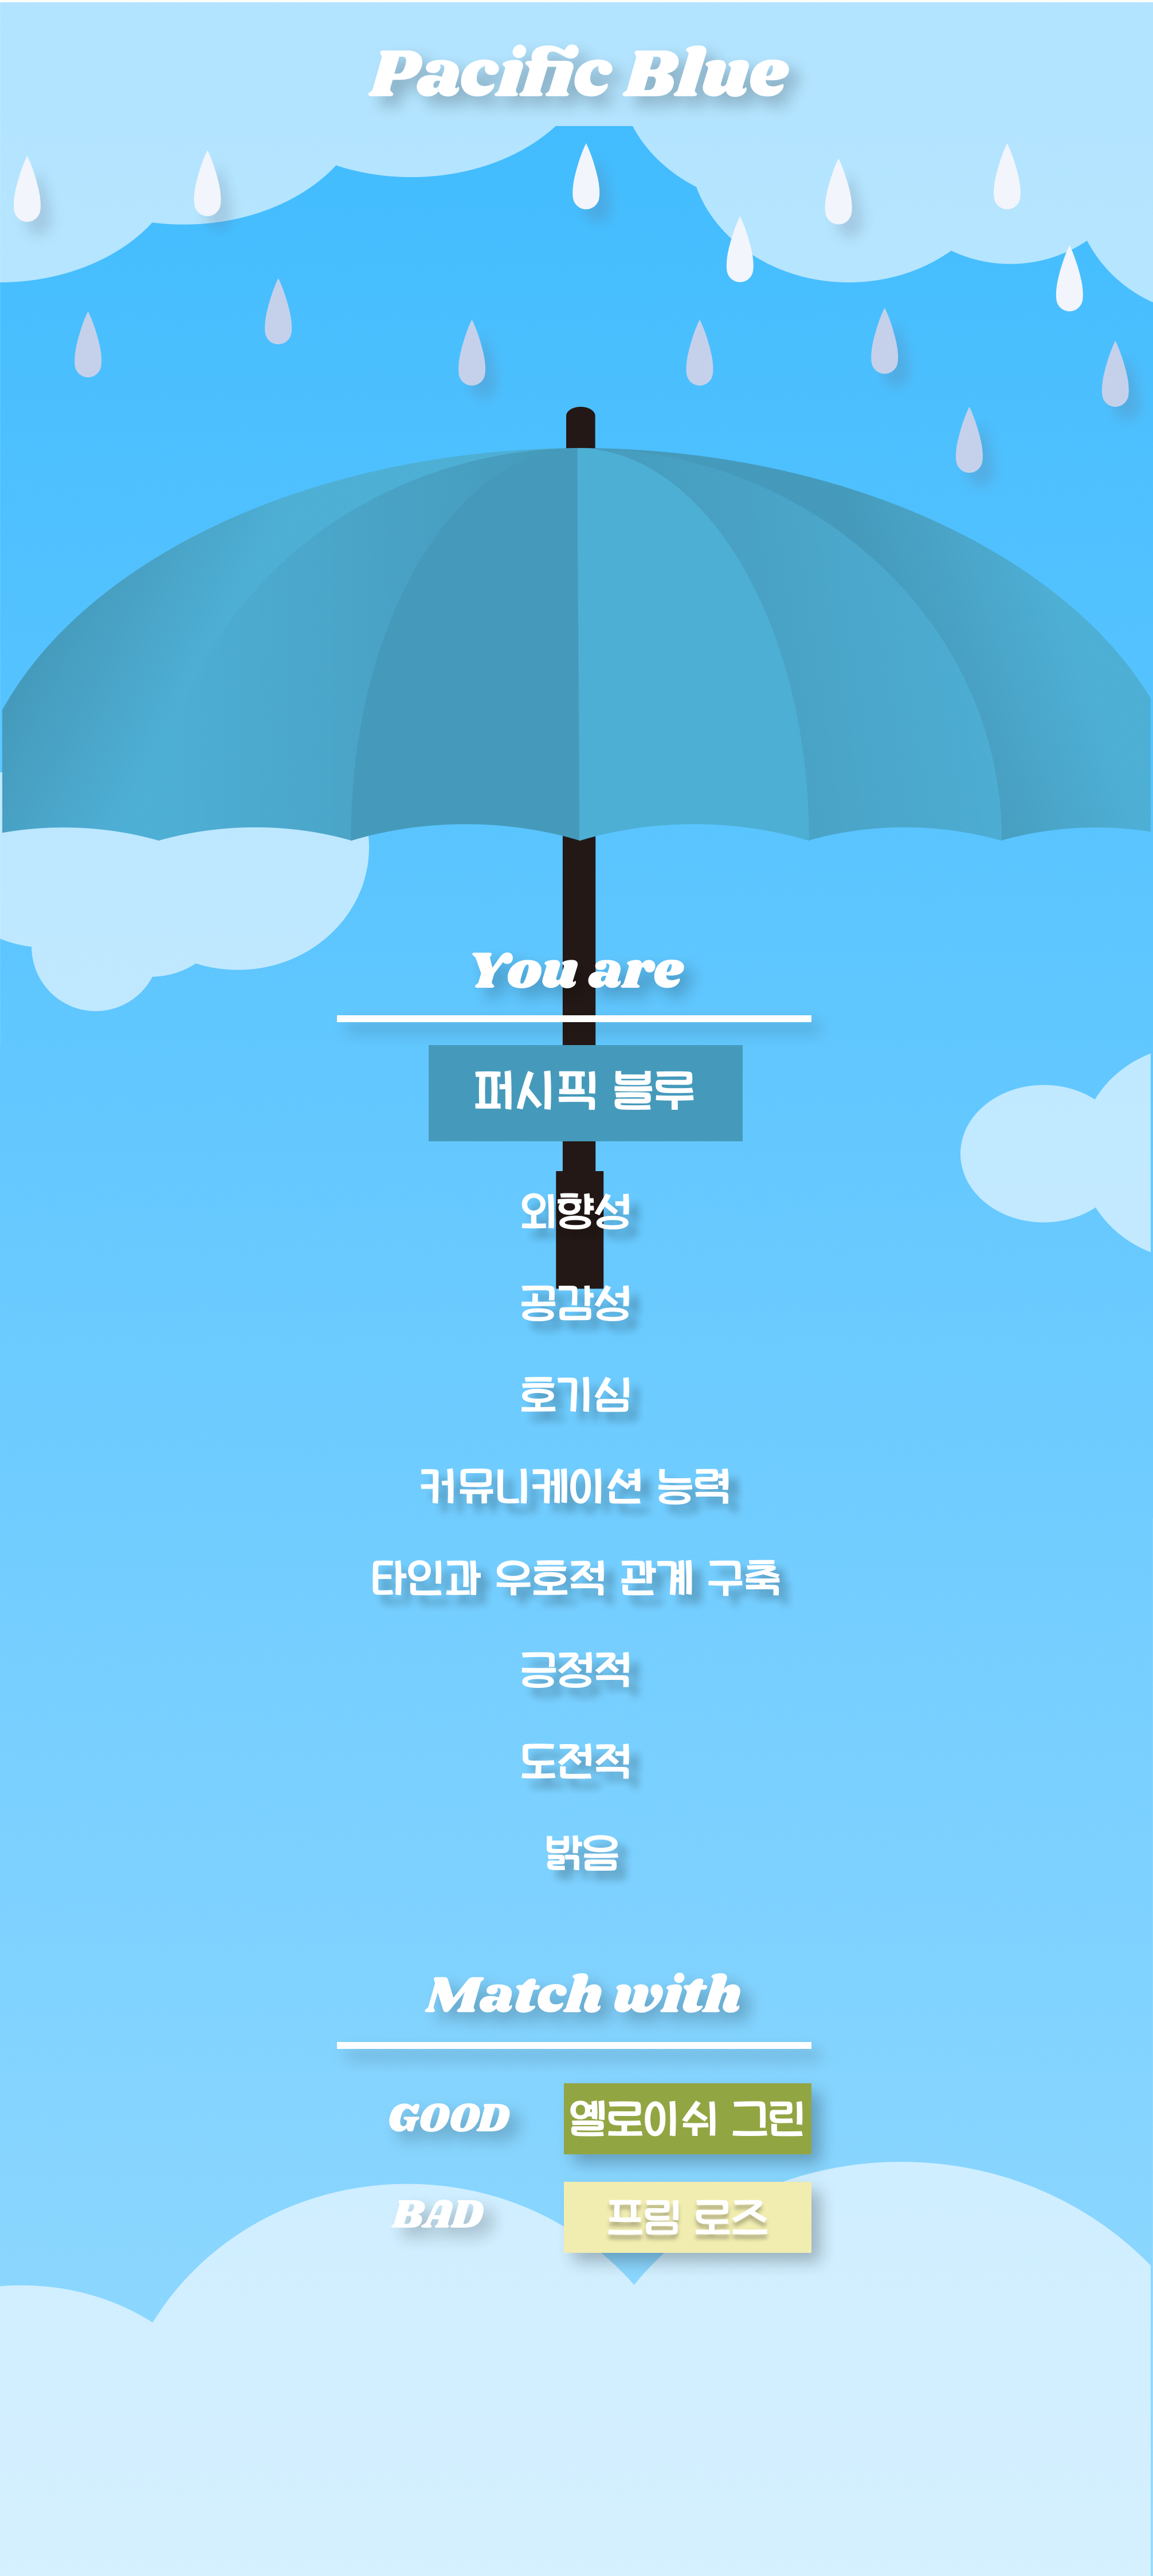 Pacific Blue
You are
퍼시픽 블루
외향성
공감성
호기심
커뮤니케이션 능력
타인과 우호적 관계 구축
긍정적
도전적
밝음
Match with
GOOD 옐로이쉬 그린
BAD 프림 로즈